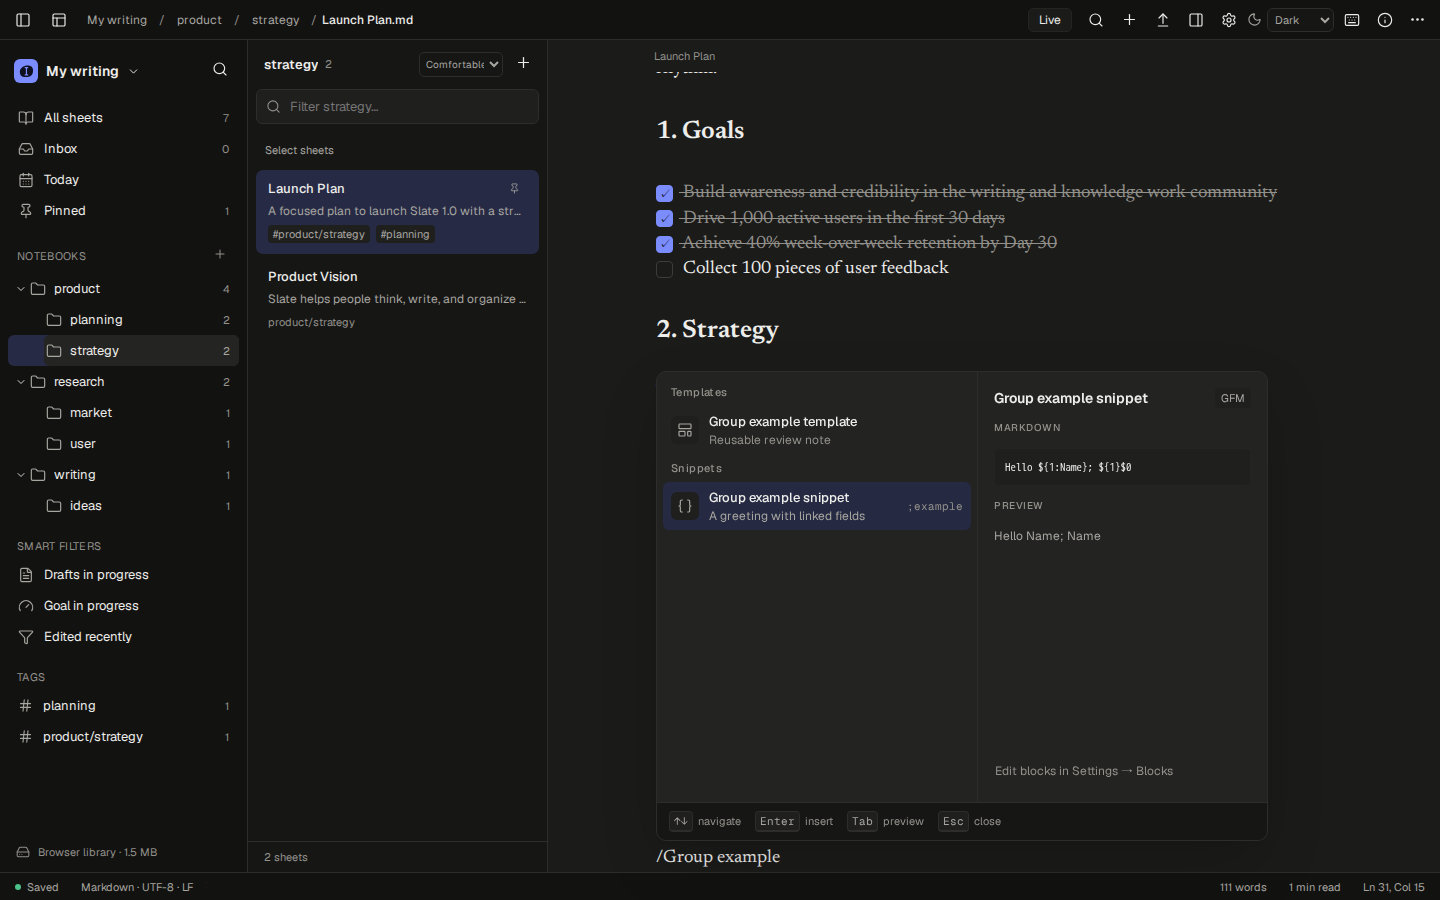 My writing / product / strategy / Launch Plan.md
Live
Dark
My writing
All sheets 7
Inbox 0
Today
Pinned 1
NOTEBOOKS
product 4
planning 2
strategy 2
research 2
market 1
user 1
writing 1
ideas 1
SMART FILTERS
Drafts in progress
Goal in progress
Edited recently
TAGS
# planning 1
# product/strategy 1
Browser library · 1.5 MB
strategy 2
Comfortable
Filter strategy…
Select sheets
Launch Plan
A focused plan to launch Slate 1.0 with a str…
#product/strategy #planning
Product Vision
Slate helps people think, write, and organize …
product/strategy
2 sheets
Launch Plan
1. Goals
Build awareness and credibility in the writing and knowledge work community
Drive 1,000 active users in the first 30 days
Achieve 40% week-over-week retention by Day 30
Collect 100 pieces of user feedback
2. Strategy
Templates
Group example template
Reusable review note
Snippets
{} Group example snippet
A greeting with linked fields
;example
Group example snippet GFM
MARKDOWN
Hello ${1:Name}; ${1}$0
PREVIEW
Hello Name; Name
Edit blocks in Settings → Blocks
↑↓ navigate Enter insert Tab preview Esc close
/Group example
Saved Markdown · UTF-8 · LF
111 words 1 min read Ln 31, Col 15